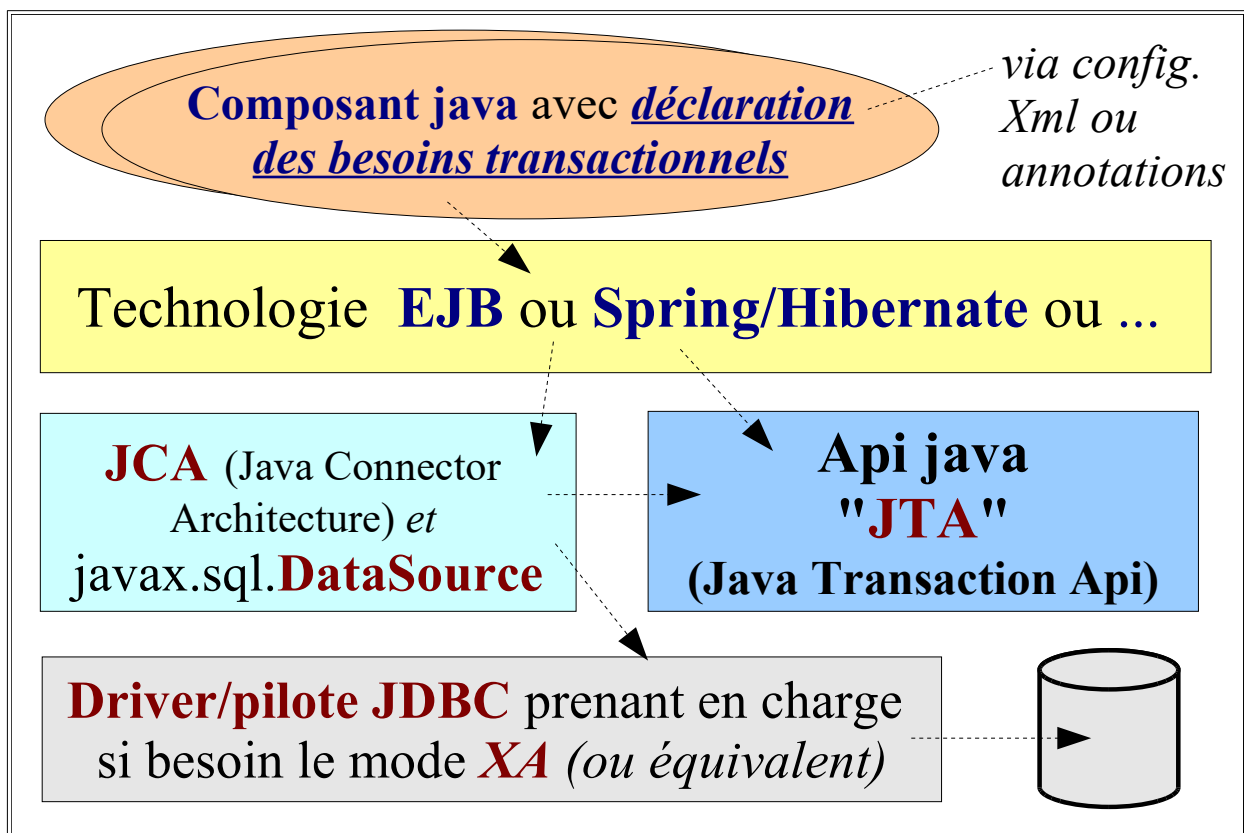 Composant java avec déclaration
des besoins transactionnels
via config.
Xml ou
annotations
Technologie EJB ou Spring/Hibernate ou ...
JCA (Java Connector
Architecture) et
javax.sql.DataSource
Api java
"JTA"
(Java Transaction Api)
Driver/pilote JDBC prenant en charge
si besoin le mode XA (ou équivalent)